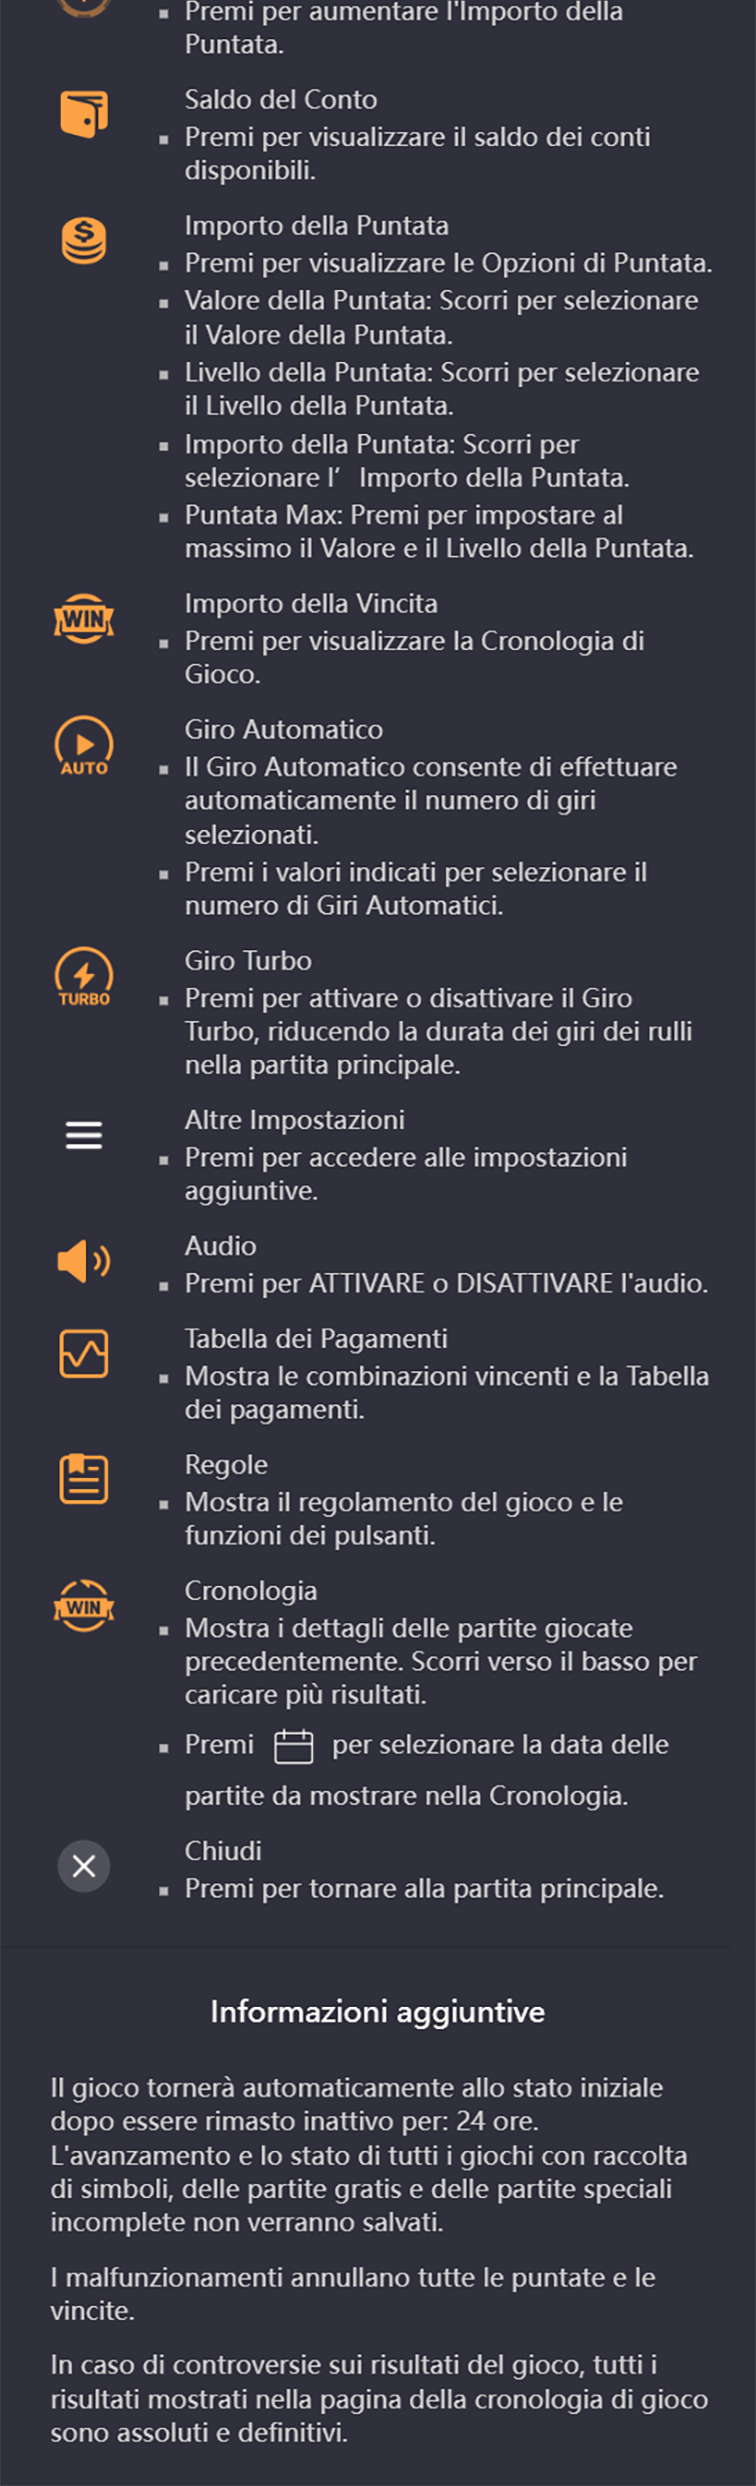 Premi per aumentare l'Importo della
Puntata.
Saldo del Conto
Premi per visualizzare il saldo dei conti
disponibili.
$
Importo della Puntata
Premi per visualizzare le Opzioni di Puntata.
Valore della Puntata: Scorri per selezionare
il Valore della Puntata.
Livello della Puntata: Scorri per selezionare
il Livello della Puntata.
Importo della Puntata: Scorri per
selezionare l’ Importo della Puntata.
Puntata Max: Premi per impostare al
massimo il Valore e il Livello della Puntata.
WIN
Importo della Vincita
Premi per visualizzare la Cronologia di
Gioco.
AUTO
Giro Automatico
Il Giro Automatico consente di effettuare
automaticamente il numero di giri
selezionati.
Premi i valori indicati per selezionare il
numero di Giri Automatici.
TURBO
Giro Turbo
Premi per attivare o disattivare il Giro
Turbo, riducendo la durata dei giri dei rulli
nella partita principale.
Altre Impostazioni
Premi per accedere alle impostazioni
aggiuntive.
Audio
Premi per ATTIVARE o DISATTIVARE l'audio.
Tabella dei Pagamenti
Mostra le combinazioni vincenti e la Tabella
dei pagamenti.
Regole
Mostra il regolamento del gioco e le
funzioni dei pulsanti.
WIN
Cronologia
Mostra i dettagli delle partite giocate
precedentemente. Scorri verso il basso per
caricare più risultati.
Premi per selezionare la data delle
partite da mostrare nella Cronologia.
Chiudi
Premi per tornare alla partita principale.
Informazioni aggiuntive
Il gioco tornerà automaticamente allo stato iniziale
dopo essere rimasto inattivo per: 24 ore.
L'avanzamento e lo stato di tutti i giochi con raccolta
di simboli, delle partite gratis e delle partite speciali
incomplete non verranno salvati.
I malfunzionamenti annullano tutte le puntate e le
vincite.
In caso di controversie sui risultati del gioco, tutti i
risultati mostrati nella pagina della cronologia di gioco
sono assoluti e definitivi.